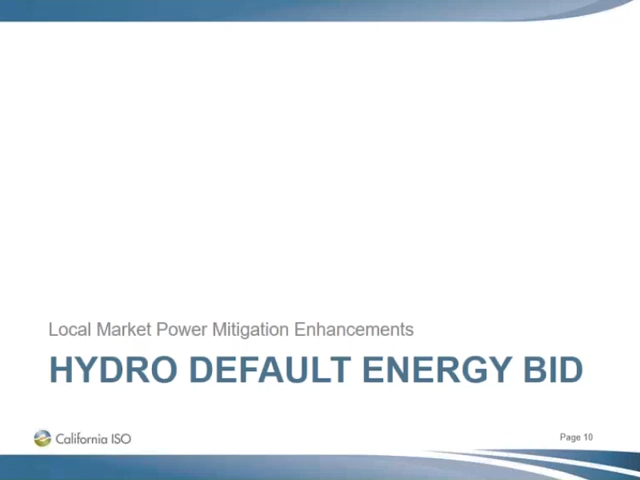 Local Market Power Mitigation Enhancements
HYDRO DEFAULT ENERGY BID
California ISO
Page 10